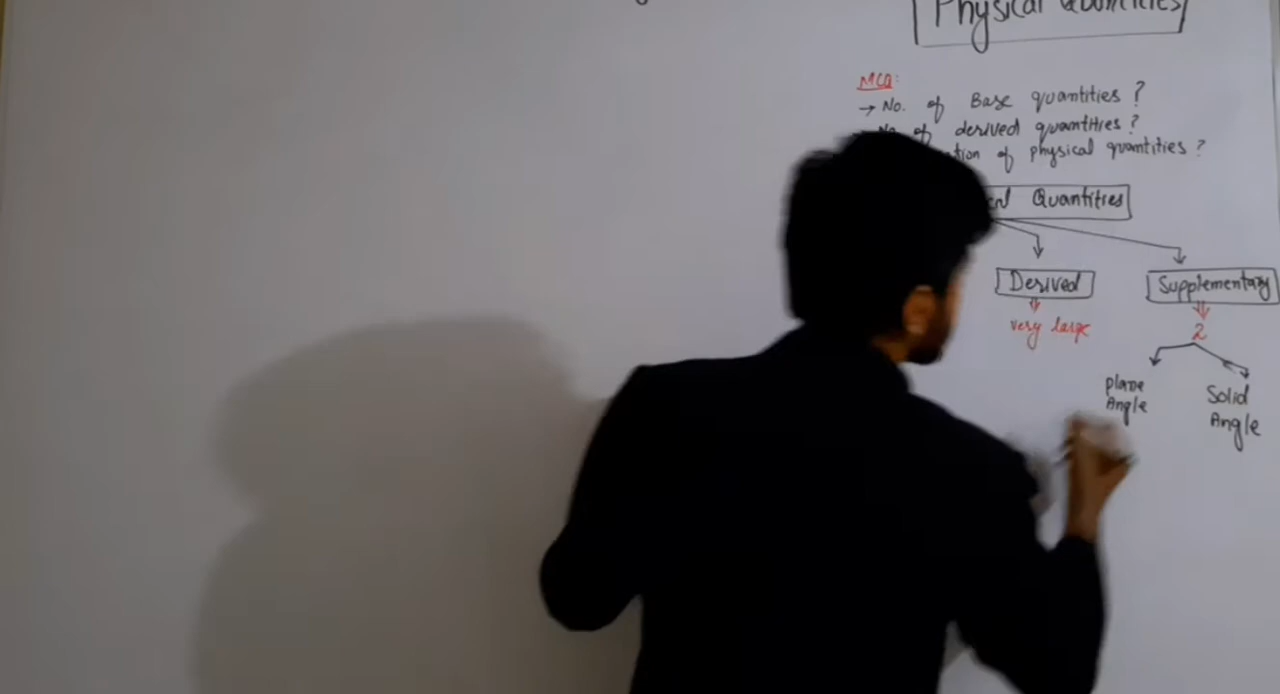 Physical Quantities
MCQ:
→ No. of Base quantities ?
No. of derived quantities ?
of physical quantities ?
Quantities
Derived
Supplementary
very large
2
Plane
Angle
Solid
Angle